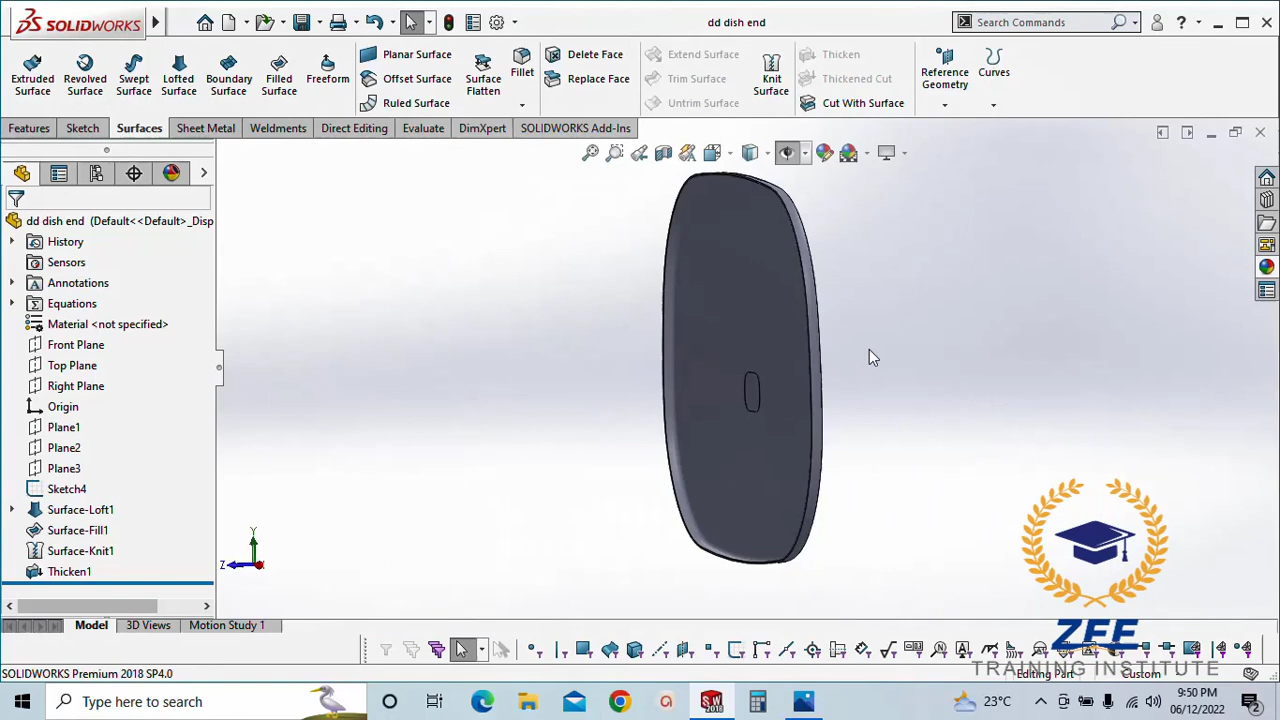 SOLIDWORKS
dd dish end
Search Commands
?
Extruded Surface
Revolved Surface
Swept Surface
Lofted Surface
Boundary Surface
Filled Surface
Freeform
Planar Surface
Offset Surface
Ruled Surface
Surface Flatten
Fillet
Delete Face
Replace Face
Extend Surface
Trim Surface
Untrim Surface
Knit Surface
Thicken
Thickened Cut
Cut With Surface
Reference Geometry
Curves
Features
Sketch
Surfaces
Sheet Metal
Weldments
Direct Editing
Evaluate
DimXpert
SOLIDWORKS Add-Ins
dd dish end (Default<<Default>_Disp
History
Sensors
Annotations
Equations
Material <not specified>
Front Plane
Top Plane
Right Plane
Origin
Plane1
Plane2
Plane3
Sketch4
Surface-Loft1
Surface-Fill1
Surface-Knit1
Thicken1
Y
Z
Model
3D Views
Motion Study 1
ZEE
TRAINING INSTITUTE
SOLIDWORKS Premium 2018 SP4.0
Editing Part
Custom
Type here to search
SW
2018
23°C
9:50 PM
06/12/2022
2